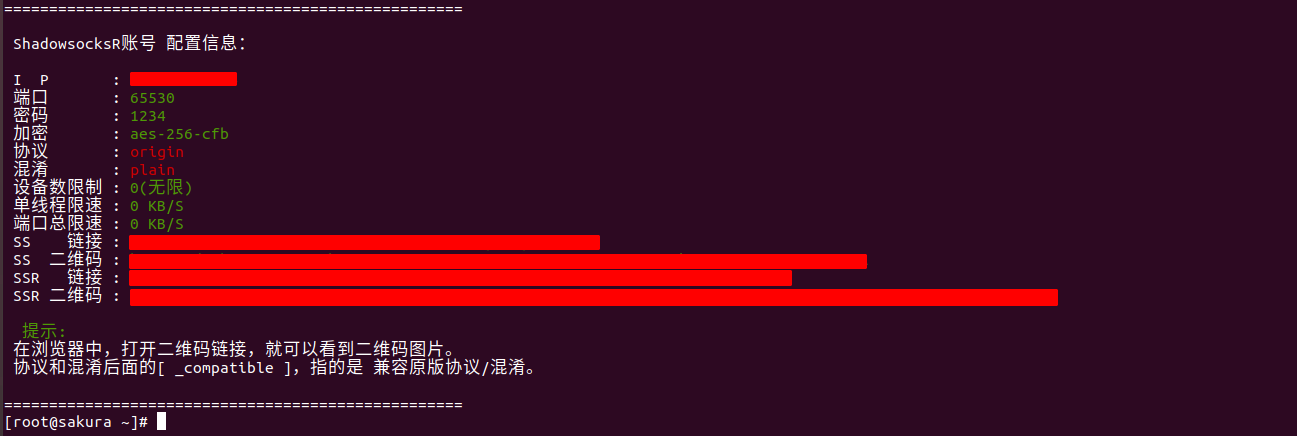 ===================================================
ShadowsocksR账号 配置信息:
I P :
端口 : 65530
密码 : 1234
加密 : aes-256-cfb
协议 : origin
混淆 : plain
设备数限制 : 0(无限)
单线程限速 : 0 KB/S
端口总限速 : 0 KB/S
SS 链接 :
SS 二维码 :
SSR 链接 :
SSR 二维码 :
提示:
在浏览器中，打开二维码链接，就可以看到二维码图片。
协议和混淆后面的[ _compatible ]，指的是 兼容原版协议/混淆。
===================================================
[root@sakura ~]#